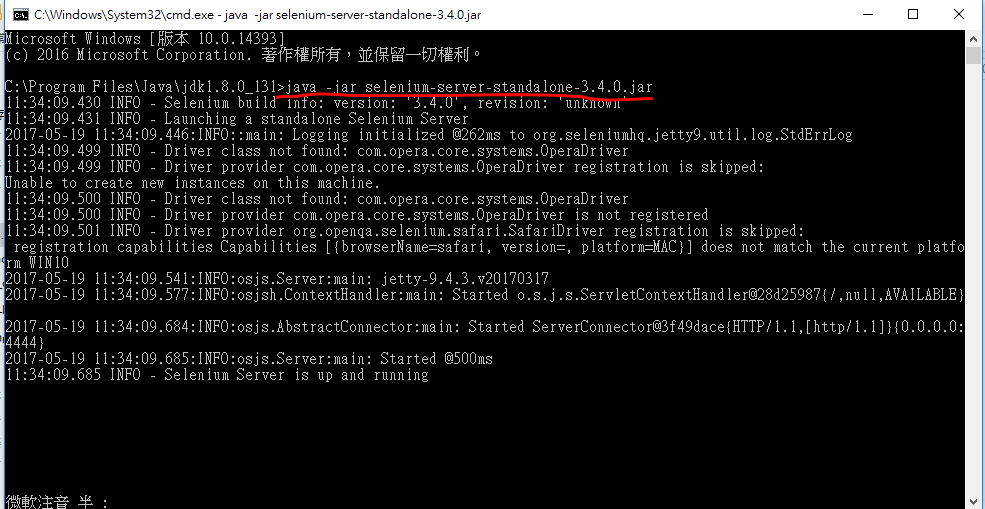 C:\Windows\System32\cmd.exe - java  -jar selenium-server-standalone-3.4.0.jar
Microsoft Windows [版本 10.0.14393]
(c) 2016 Microsoft Corporation. 著作權所有，並保留一切權利。
C:\Program Files\Java\jdk1.8.0_131>java -jar selenium-server-standalone-3.4.0.jar
11:34:09.430 INFO - Selenium build info: version: '3.4.0', revision: 'unknown'
11:34:09.431 INFO - Launching a standalone Selenium Server
2017-05-19 11:34:09.446:INFO::main: Logging initialized @262ms to org.seleniumhq.jetty9.util.log.StdErrLog
11:34:09.499 INFO - Driver class not found: com.opera.core.systems.OperaDriver
11:34:09.499 INFO - Driver provider com.opera.core.systems.OperaDriver registration is skipped:
Unable to create new instances on this machine.
11:34:09.500 INFO - Driver class not found: com.opera.core.systems.OperaDriver
11:34:09.500 INFO - Driver provider com.opera.core.systems.OperaDriver is not registered
11:34:09.501 INFO - Driver provider org.openqa.selenium.safari.SafariDriver registration is skipped:
 registration capabilities Capabilities [{browserName=safari, version=, platform=MAC}] does not match the current platfo
rm WIN10
2017-05-19 11:34:09.541:INFO:osjs.Server:main: jetty-9.4.3.v20170317
2017-05-19 11:34:09.577:INFO:osjsh.ContextHandler:main: Started o.s.j.s.ServletContextHandler@28d25987{/,null,AVAILABLE}
2017-05-19 11:34:09.684:INFO:osjs.AbstractConnector:main: Started ServerConnector@3f49dace{HTTP/1.1,[http/1.1]}{0.0.0.0:
4444}
2017-05-19 11:34:09.685:INFO:osjs.Server:main: Started @500ms
11:34:09.685 INFO - Selenium Server is up and running
微軟注音 半 :